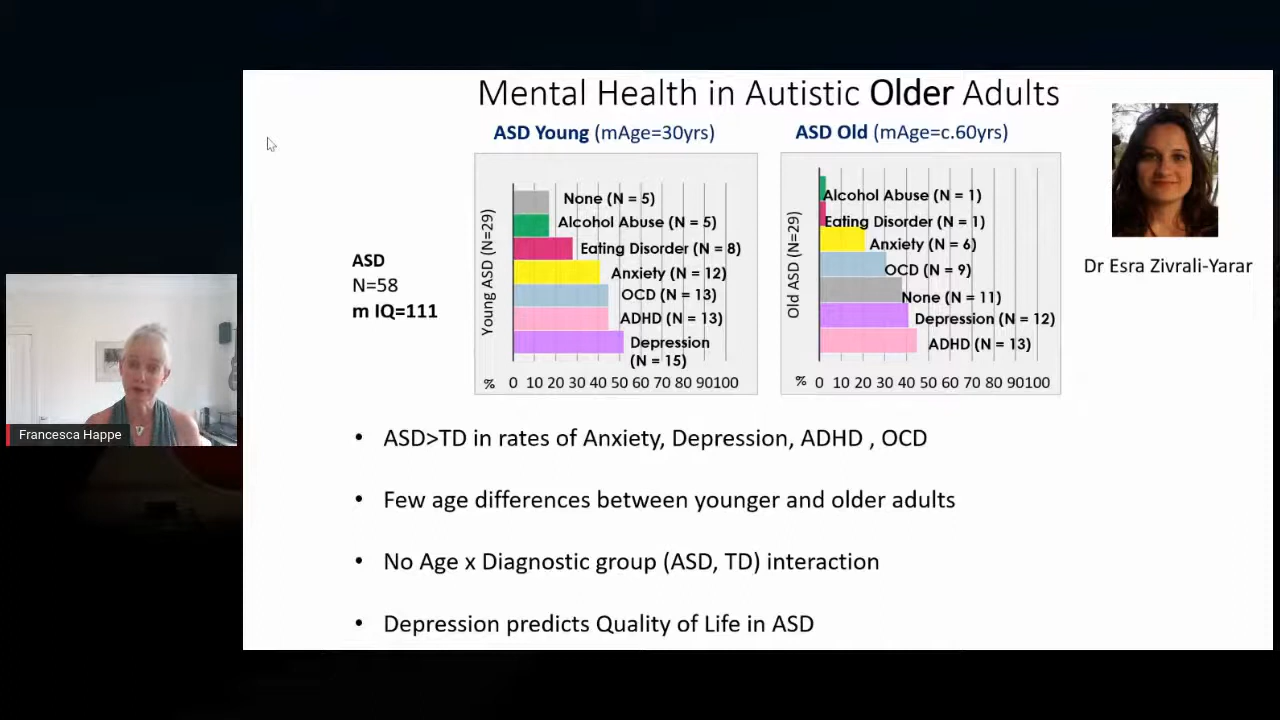 Mental Health in Autistic Older Adults
ASD Young (mAge=30yrs)
ASD Old (mAge=c.60yrs)
ASD
N=58
m IQ=111
Young ASD (N=29)
None (N = 5)
Alcohol Abuse (N = 5)
Eating Disorder (N = 8)
Anxiety (N = 12)
OCD (N = 13)
ADHD (N = 13)
Depression
(N = 15)
% 0 10 20 30 40 50 60 70 80 90 100
Old ASD (N=29)
Alcohol Abuse (N = 1)
Eating Disorder (N = 1)
Anxiety (N = 6)
OCD (N = 9)
None (N = 11)
Depression (N = 12)
ADHD (N = 13)
% 0 10 20 30 40 50 60 70 80 90 100
Dr Esra Zivrali-Yarar
Francesca Happe
• ASD>TD in rates of Anxiety, Depression, ADHD , OCD
• Few age differences between younger and older adults
• No Age x Diagnostic group (ASD, TD) interaction
• Depression predicts Quality of Life in ASD